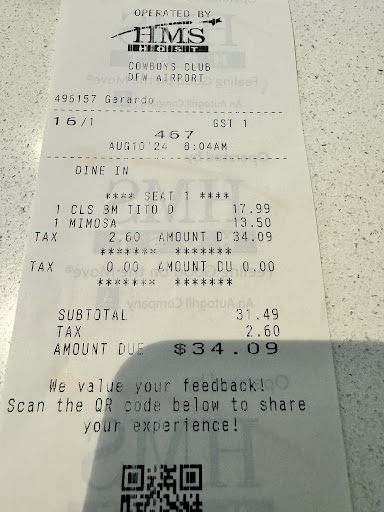 OPERATED BY
HMS
HOST
COWBOYS CLUB
DFW AIRPORT
495157 Gerardo
16/1 GST 1
467
AUG10'24 8:04AM
DINE IN
**** SEAT 1 ****
1 CLS BM TITO D 17.99
1 MIMOSA 13.50
TAX 2.60 AMOUNT D 34.09
******* *******
TAX 0.00 AMOUNT DU 0.00
******* *******
SUBTOTAL 31.49
TAX 2.60
AMOUNT DUE $34.09
We value your feedback!
Scan the QR code below to share
your experience!